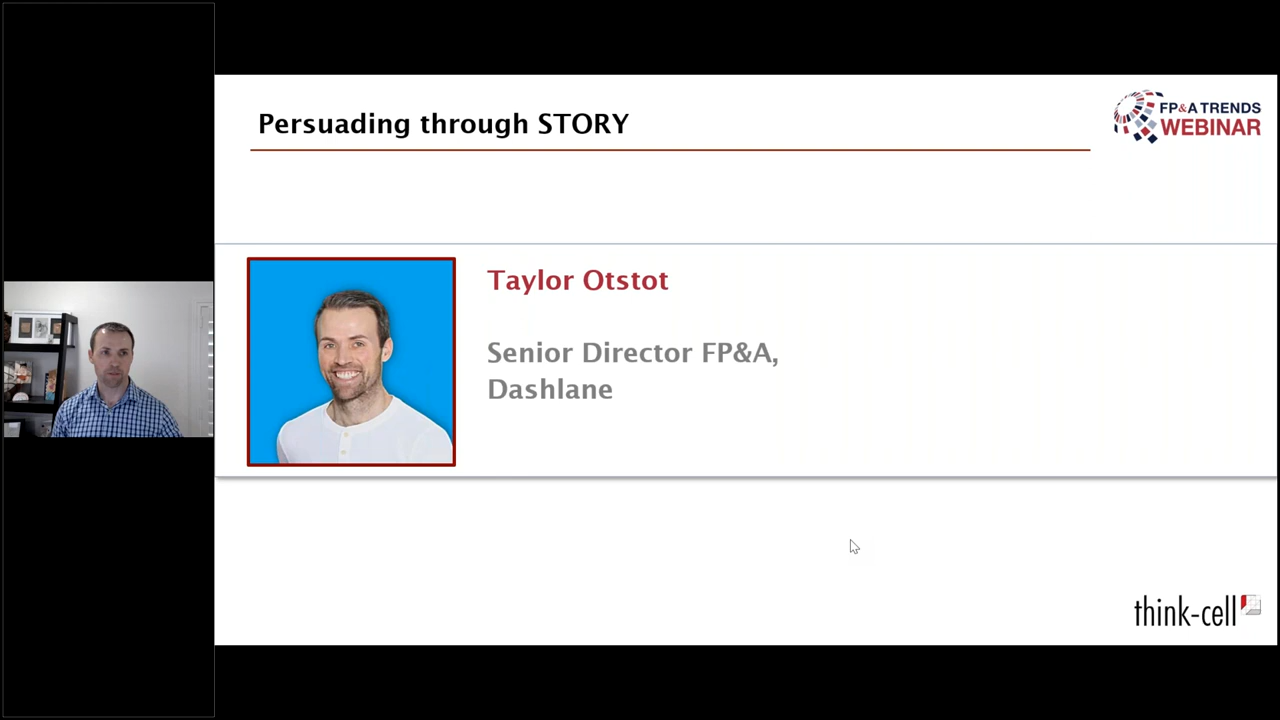 Persuading through STORY
FP&A TRENDS
WEBINAR
Taylor Otstot
Senior Director FP&A,
Dashlane
think-cell